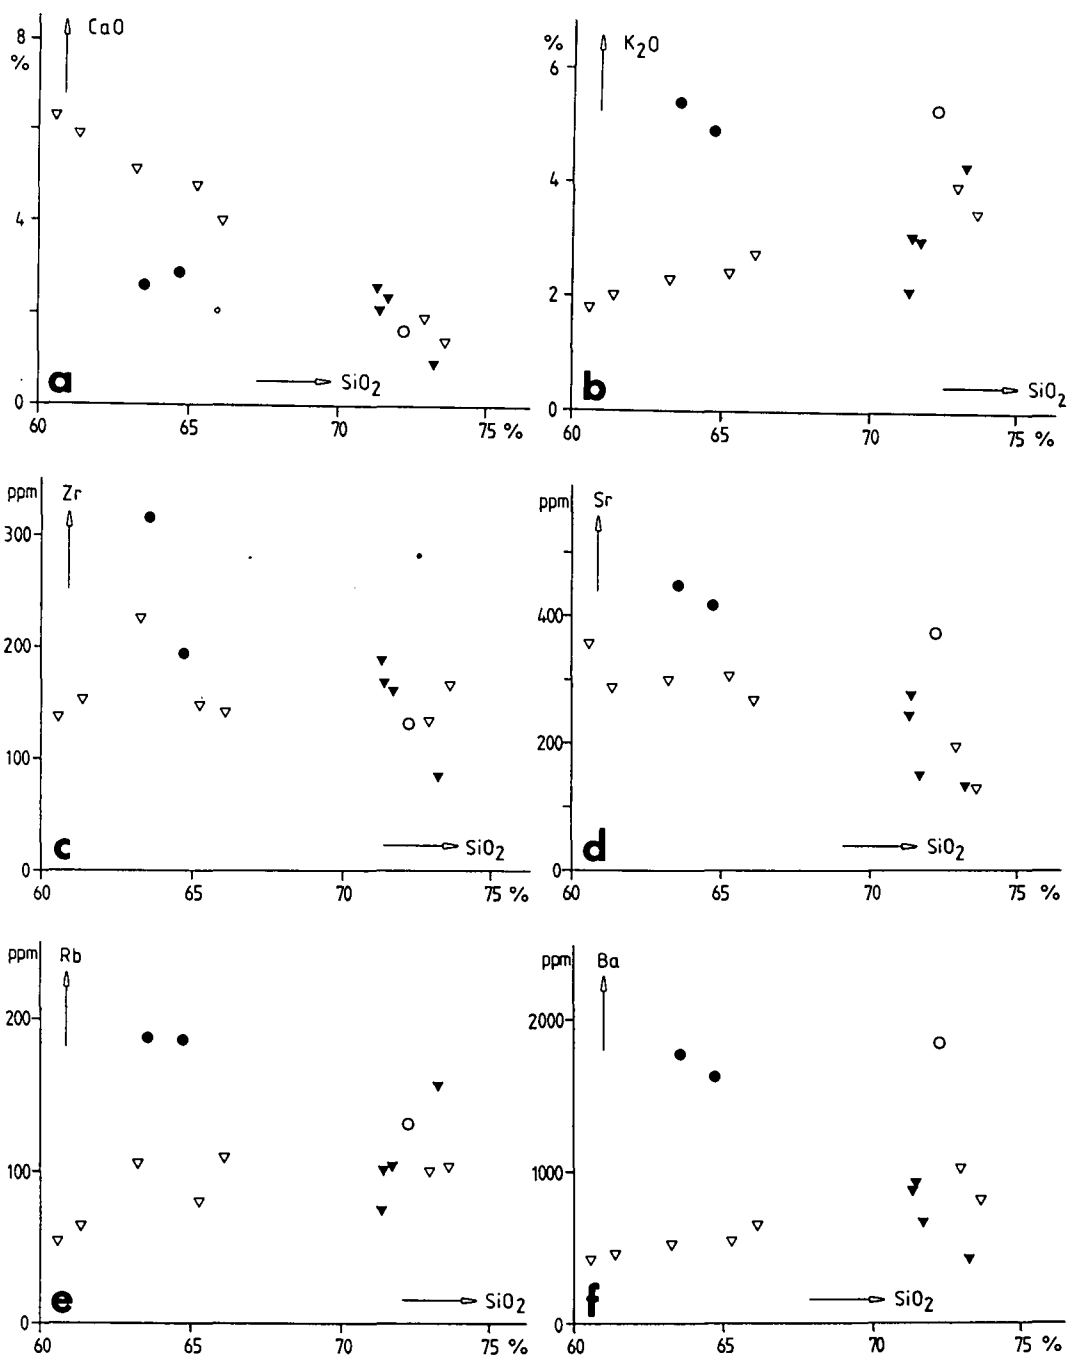 8 CaO
%
4
a SiO2
0
60 65 70 75 %
% K2O
6
4
2
b SiO2
0
60 65 70 75 %
ppm Zr
300
200
100
c SiO2
0
60 65 70 75 %
ppm Sr
400
200
d SiO2
0
60 65 70 75 %
ppm Rb
200
100
e SiO2
0
60 65 70 75 %
ppm Ba
2000
1000
f SiO2
0
60 65 70 75 %